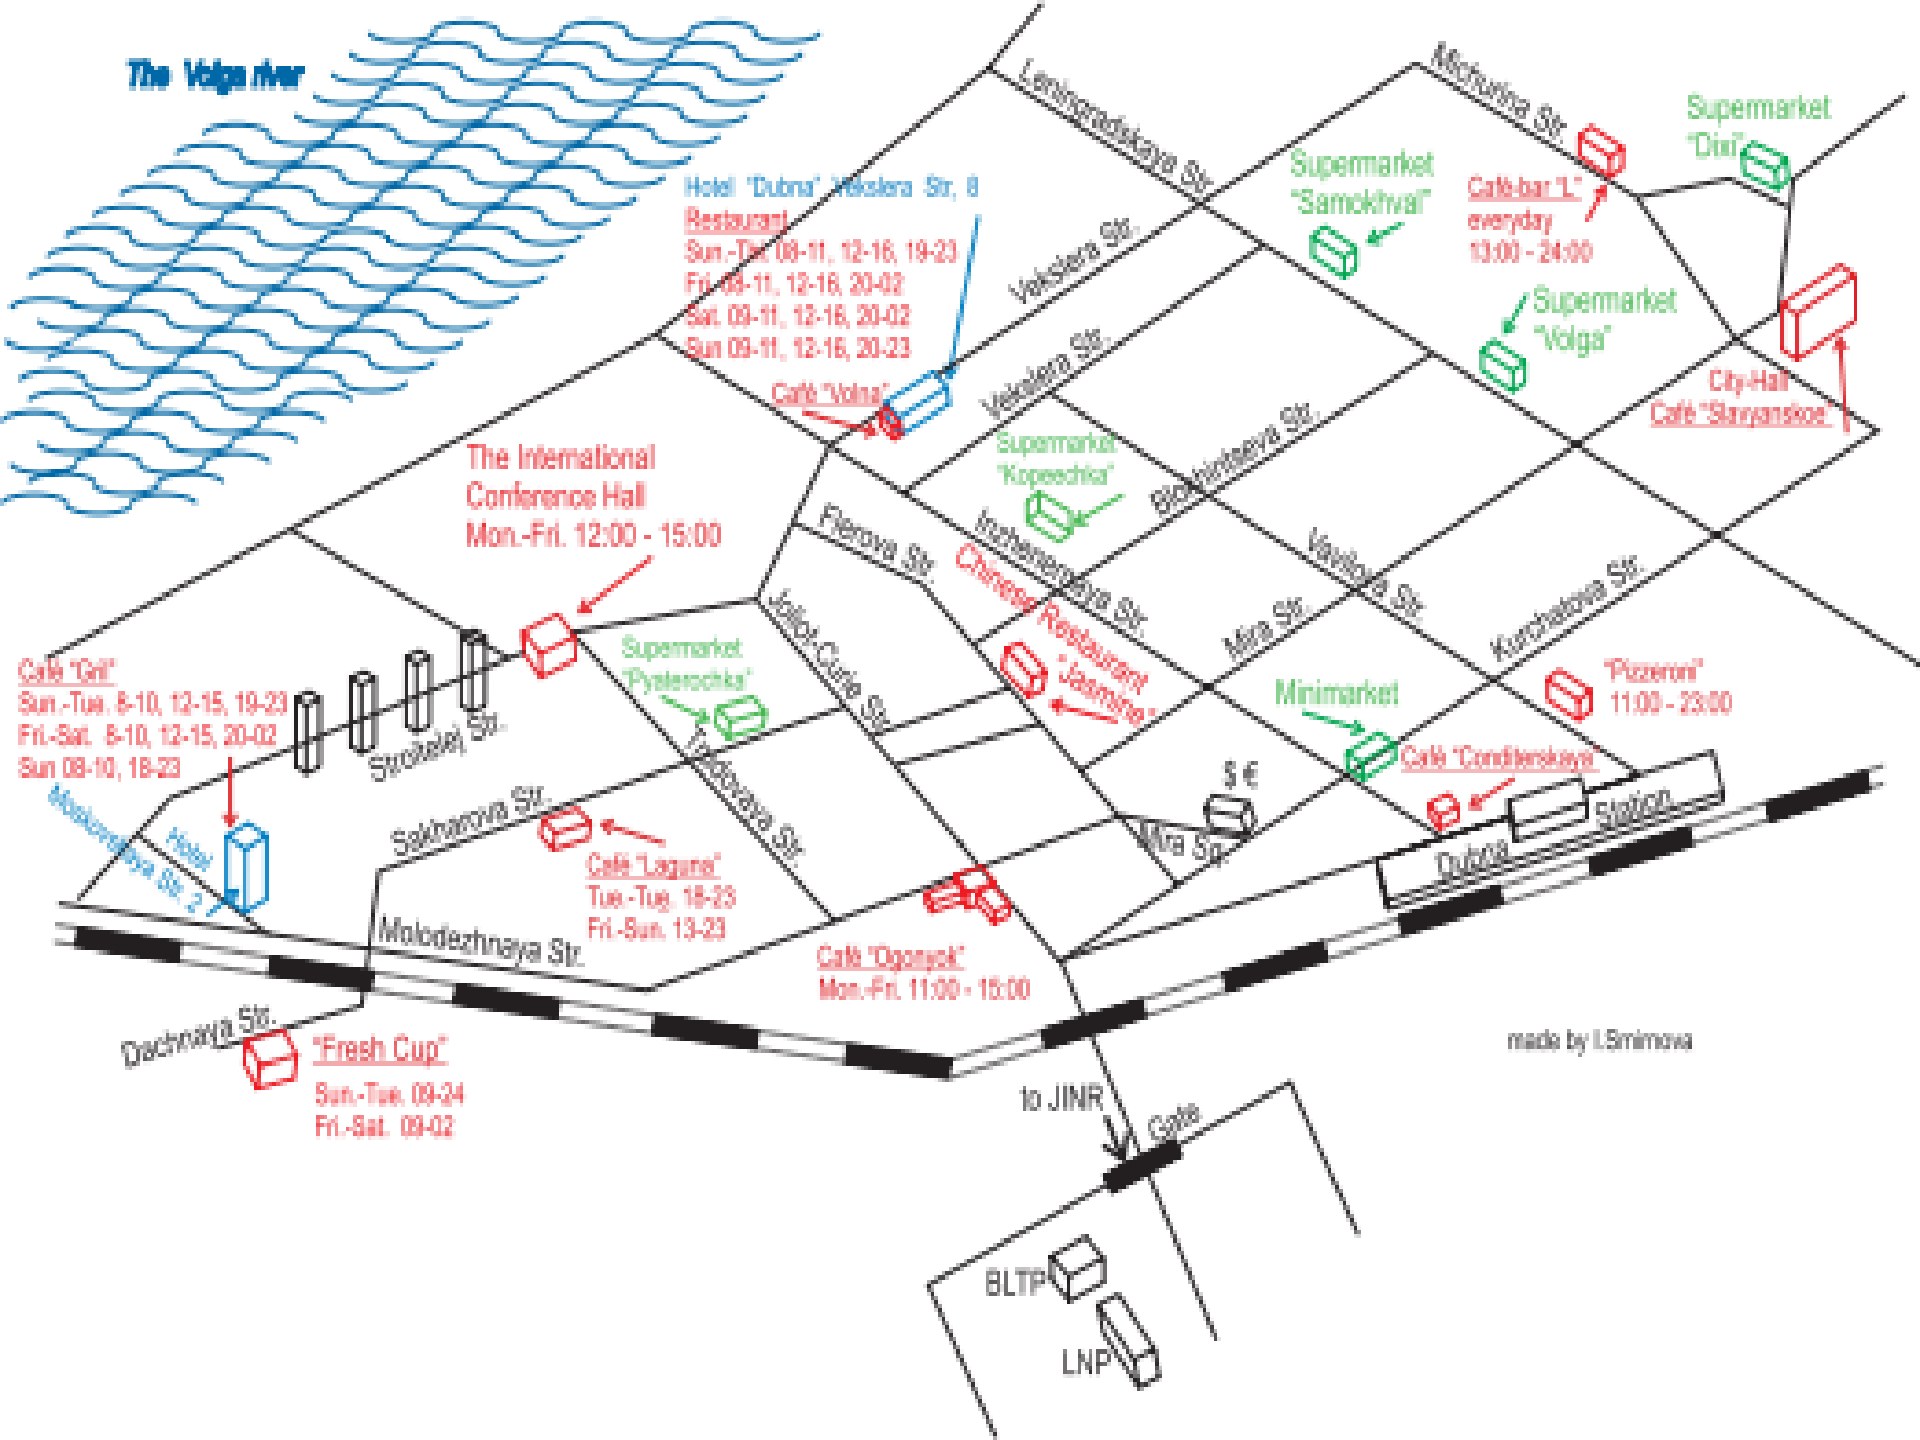 The Volga river
Leningradskaya Str.
Michurina Str.
Supermarket
"Dixi"
Supermarket
"Samokhval"
Café-bar "L"
everyday
13:00 - 24:00
Hotel "Dubna" Vekslera Str, 8
Restaurant
Sun.-Thr. 08-11, 12-16, 19-23
Fri. 08-11, 12-16, 20-02
Sat. 09-11, 12-16, 20-02
Sun 09-11, 12-16, 20-23
Café "Volna"
Vekslera Str.
Vekslera Str.
Supermarket
"Volga"
City-Hall
Café "Slavyanskoe"
The International
Conference Hall
Mon.-Fri. 12:00 - 15:00
Supermarket
"Kopeechka"
Blokhintseva Str.
Flerova Str.
Inzhenernaya Str.
Vavilova Str.
Chinese Restaurant
"Jasmine"
Mira Str.
Kurchatova Str.
Joliot-Curie Str.
Supermarket
"Pyaterochka"
Café "Gril"
Sun.-Tue. 8-10, 12-15, 19-23
Fri.-Sat. 8-10, 12-15, 20-02
Sun 08-10, 18-23
Stroitelej Str.
Minimarket
"Pizzeroni"
11:00 - 23:00
Café "Conditerskaya"
$ €
Mira Sq.
Dubna
Station
Moskovskaya Str. 2
Hotel
Sakharova Str.
Café "Laguna"
Tue.-Tue. 18-23
Fri.-Sun. 13-23
Molodezhnaya Str.
Café "Ogonyok"
Mon.-Fri. 11:00 - 15:00
Dachnaya Str.
"Fresh Cup"
Sun.-Tue. 09-24
Fri.-Sat. 09-02
made by I.Smirnova
to JINR
Gate
BLTP
LNP